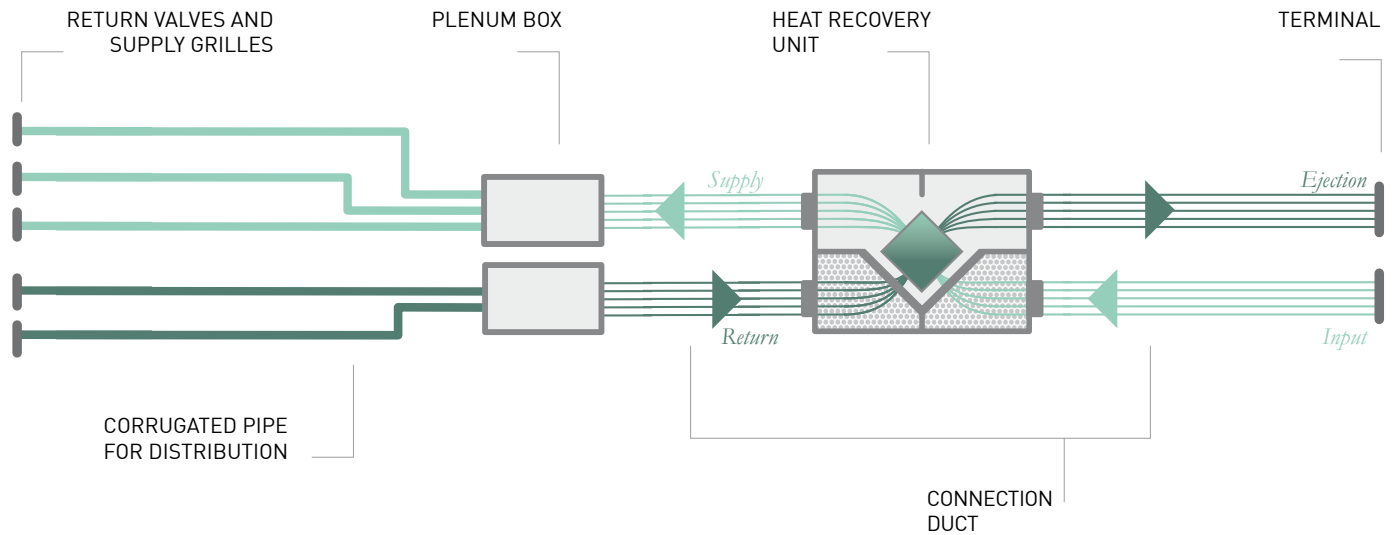 RETURN VALVES AND
SUPPLY GRILLES
PLENUM BOX
HEAT RECOVERY
UNIT
TERMINAL
Supply
Ejection
Return
Input
CORRUGATED PIPE
FOR DISTRIBUTION
CONNECTION
DUCT